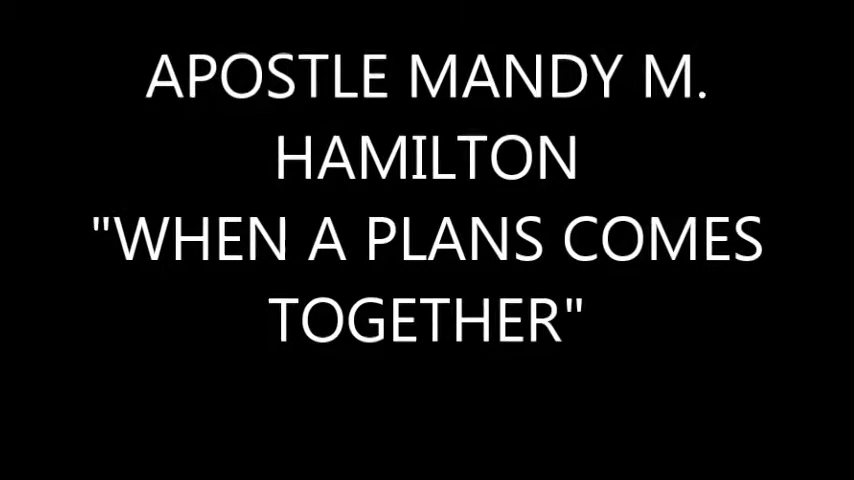 APOSTLE MANDY M.
HAMILTON
"WHEN A PLANS COMES
TOGETHER"